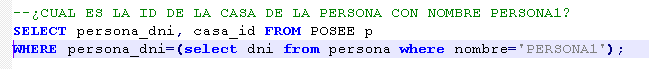 --¿CUAL ES LA ID DE LA CASA DE LA PERSONA CON NOMBRE PERSONA1?
SELECT persona_dni, casa_id FROM POSEE p
WHERE persona_dni=(select dni from persona where nombre='PERSONA1');